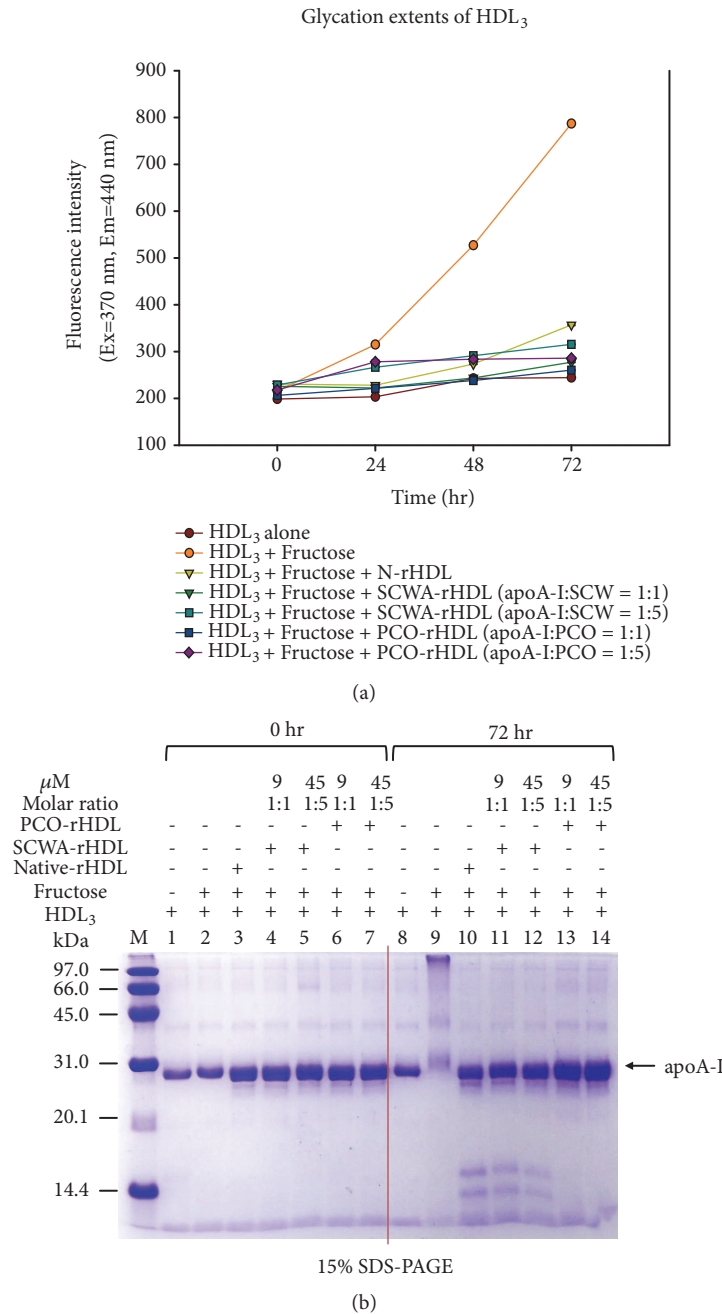 Glycation extents of HDL₃
Fluorescence intensity
(Ex=370 nm, Em=440 nm)
900
800
700
600
500
400
300
200
100
0 24 48 72
Time (hr)
HDL₃ alone
HDL₃ + Fructose
HDL₃ + Fructose + N-rHDL
HDL₃ + Fructose + SCWA-rHDL (apoA-I:SCW = 1:1)
HDL₃ + Fructose + SCWA-rHDL (apoA-I:SCW = 1:5)
HDL₃ + Fructose + PCO-rHDL (apoA-I:PCO = 1:1)
HDL₃ + Fructose + PCO-rHDL (apoA-I:PCO = 1:5)
(a)
0 hr 72 hr
μM 9 45 9 45 9 45 9 45
Molar ratio 1:1 1:5 1:1 1:5 1:1 1:5 1:1 1:5
PCO-rHDL - - - - - + + - - - - - + +
SCWA-rHDL - - - + + - - - - - + + - -
Native-rHDL - - + - - - - - - + - - - -
Fructose - + + + + + + - + + + + + +
HDL₃ + + + + + + + + + + + + + +
kDa M 1 2 3 4 5 6 7 8 9 10 11 12 13 14
97.0
66.0
45.0
31.0
apoA-I
20.1
14.4
15% SDS-PAGE
(b)